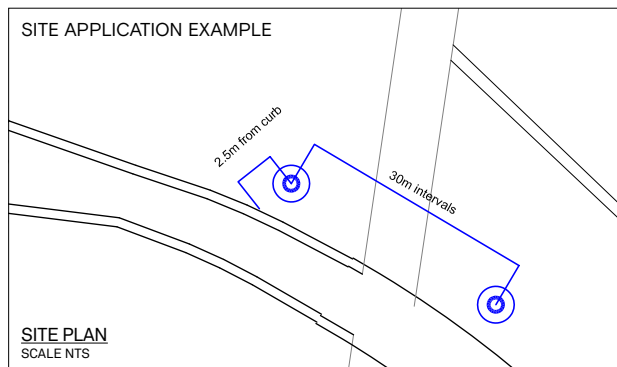 SITE APPLICATION EXAMPLE
2.5m from curb
30m intervals
SITE PLAN
SCALE NTS